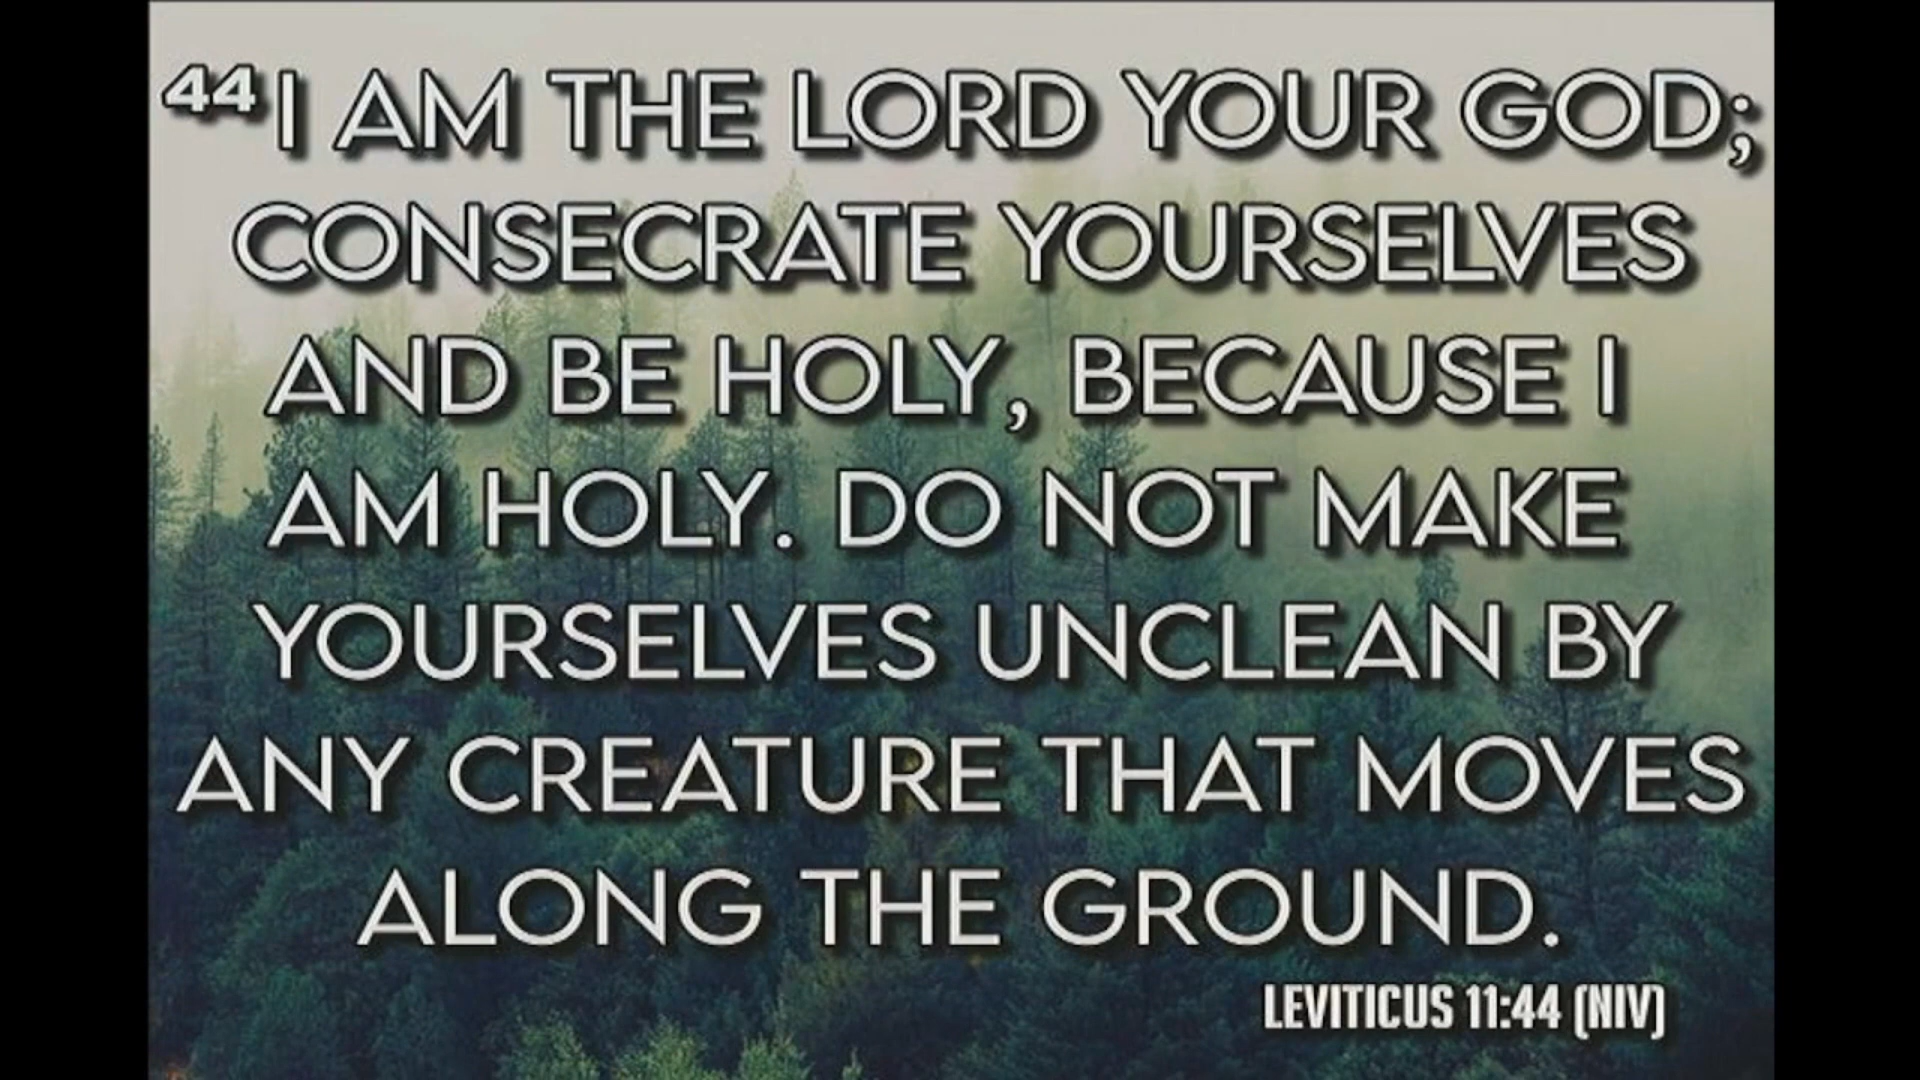 44 I AM THE LORD YOUR GOD;
CONSECRATE YOURSELVES
AND BE HOLY, BECAUSE I
AM HOLY. DO NOT MAKE
YOURSELVES UNCLEAN BY
ANY CREATURE THAT MOVES
ALONG THE GROUND.
LEVITICUS 11:44 (NIV)